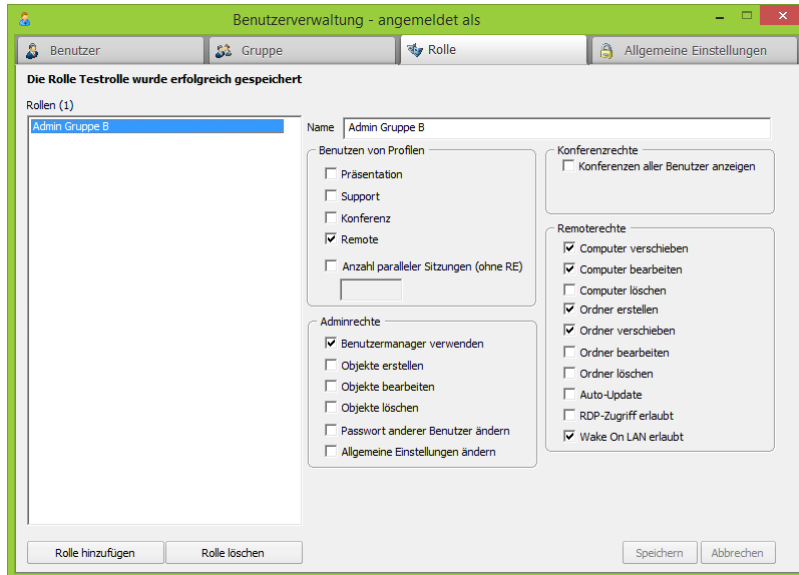 Benutzerverwaltung - angemeldet als
Benutzer
Gruppe
Rolle
Allgemeine Einstellungen
Die Rolle Testrolle wurde erfolgreich gespeichert
Rollen (1)
Admin Gruppe B
Name Admin Gruppe B
Benutzen von Profilen
Präsentation
Support
Konferenz
Remote
Anzahl paralleler Sitzungen (ohne RE)
Adminrechte
Benutzermanager verwenden
Objekte erstellen
Objekte bearbeiten
Objekte löschen
Passwort anderer Benutzer ändern
Allgemeine Einstellungen ändern
Konferenzrechte
Konferenzen aller Benutzer anzeigen
Remoterechte
Computer verschieben
Computer bearbeiten
Computer löschen
Ordner erstellen
Ordner verschieben
Ordner bearbeiten
Ordner löschen
Auto-Update
RDP-Zugriff erlaubt
Wake On LAN erlaubt
Rolle hinzufügen
Rolle löschen
Speichern
Abbrechen